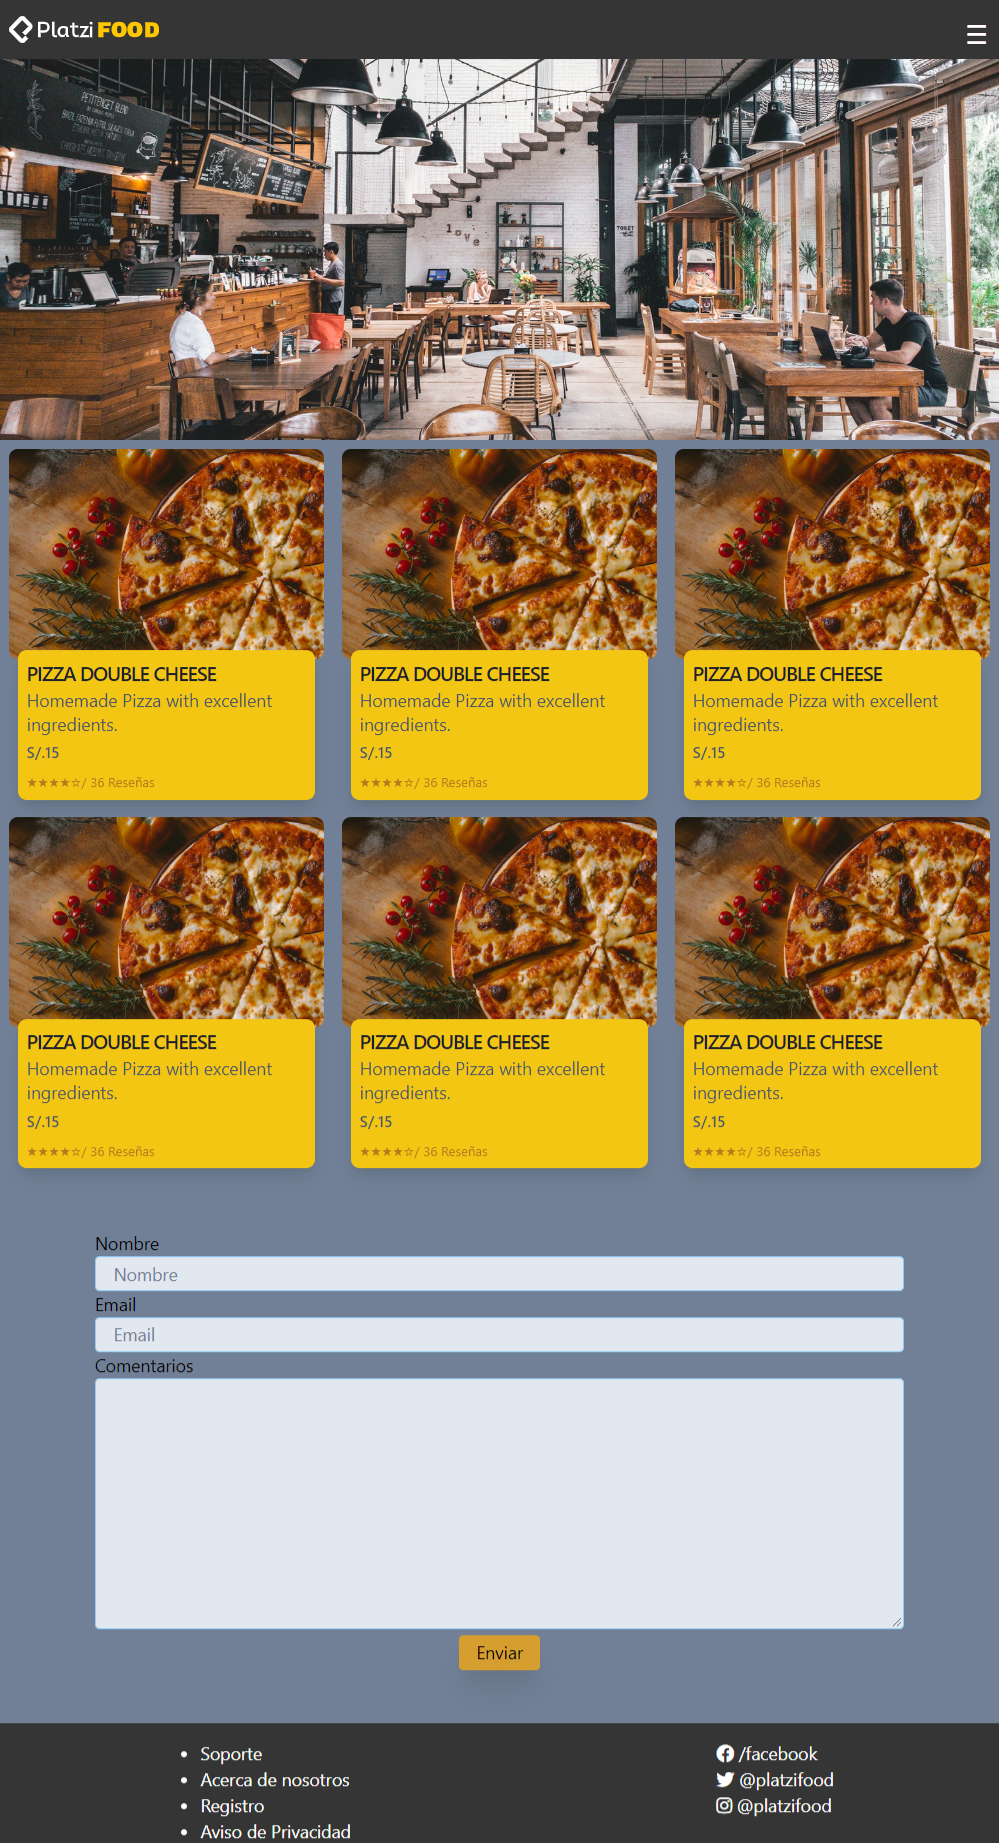 Platzi FOOD
PETITENGET BLEND
love
TOILET
PIZZA DOUBLE CHEESE
Homemade Pizza with excellent
ingredients.
S/.15
★★★★☆/ 36 Reseñas
PIZZA DOUBLE CHEESE
Homemade Pizza with excellent
ingredients.
S/.15
★★★★☆/ 36 Reseñas
PIZZA DOUBLE CHEESE
Homemade Pizza with excellent
ingredients.
S/.15
★★★★☆/ 36 Reseñas
PIZZA DOUBLE CHEESE
Homemade Pizza with excellent
ingredients.
S/.15
★★★★☆/ 36 Reseñas
PIZZA DOUBLE CHEESE
Homemade Pizza with excellent
ingredients.
S/.15
★★★★☆/ 36 Reseñas
PIZZA DOUBLE CHEESE
Homemade Pizza with excellent
ingredients.
S/.15
★★★★☆/ 36 Reseñas
Nombre
Nombre
Email
Email
Comentarios
Enviar
Soporte
Acerca de nosotros
Registro
Aviso de Privacidad
/facebook
@platzifood
@platzifood